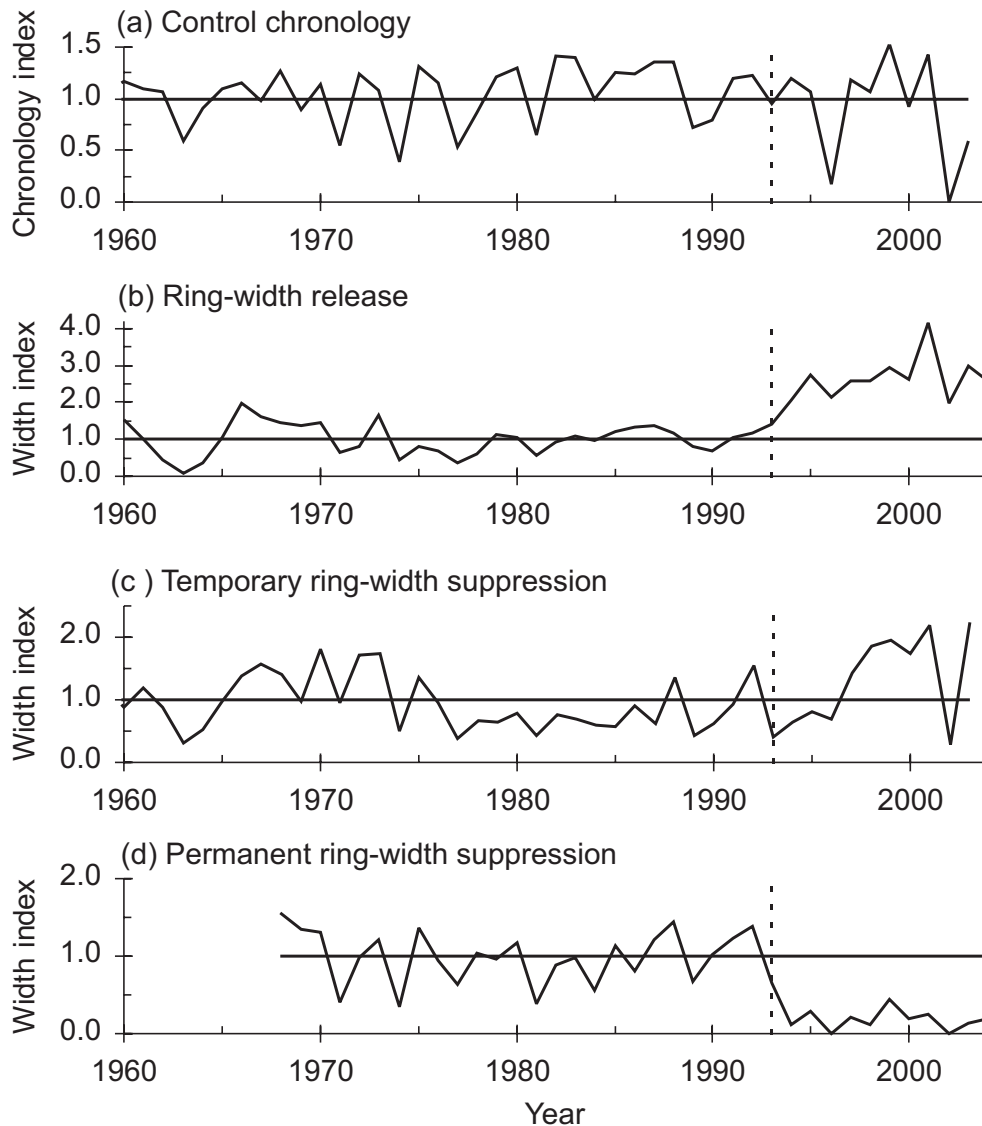 (a) Control chronology
Chronology index
1.5
1.0
0.5
0.0
1960 1970 1980 1990 2000
(b) Ring-width release
Width index
4.0
3.0
2.0
1.0
0.0
1960 1970 1980 1990 2000
(c ) Temporary ring-width suppression
Width index
2.0
1.0
0.0
1960 1970 1980 1990 2000
(d) Permanent ring-width suppression
Width index
2.0
1.0
0.0
1960 1970 1980 1990 2000
Year